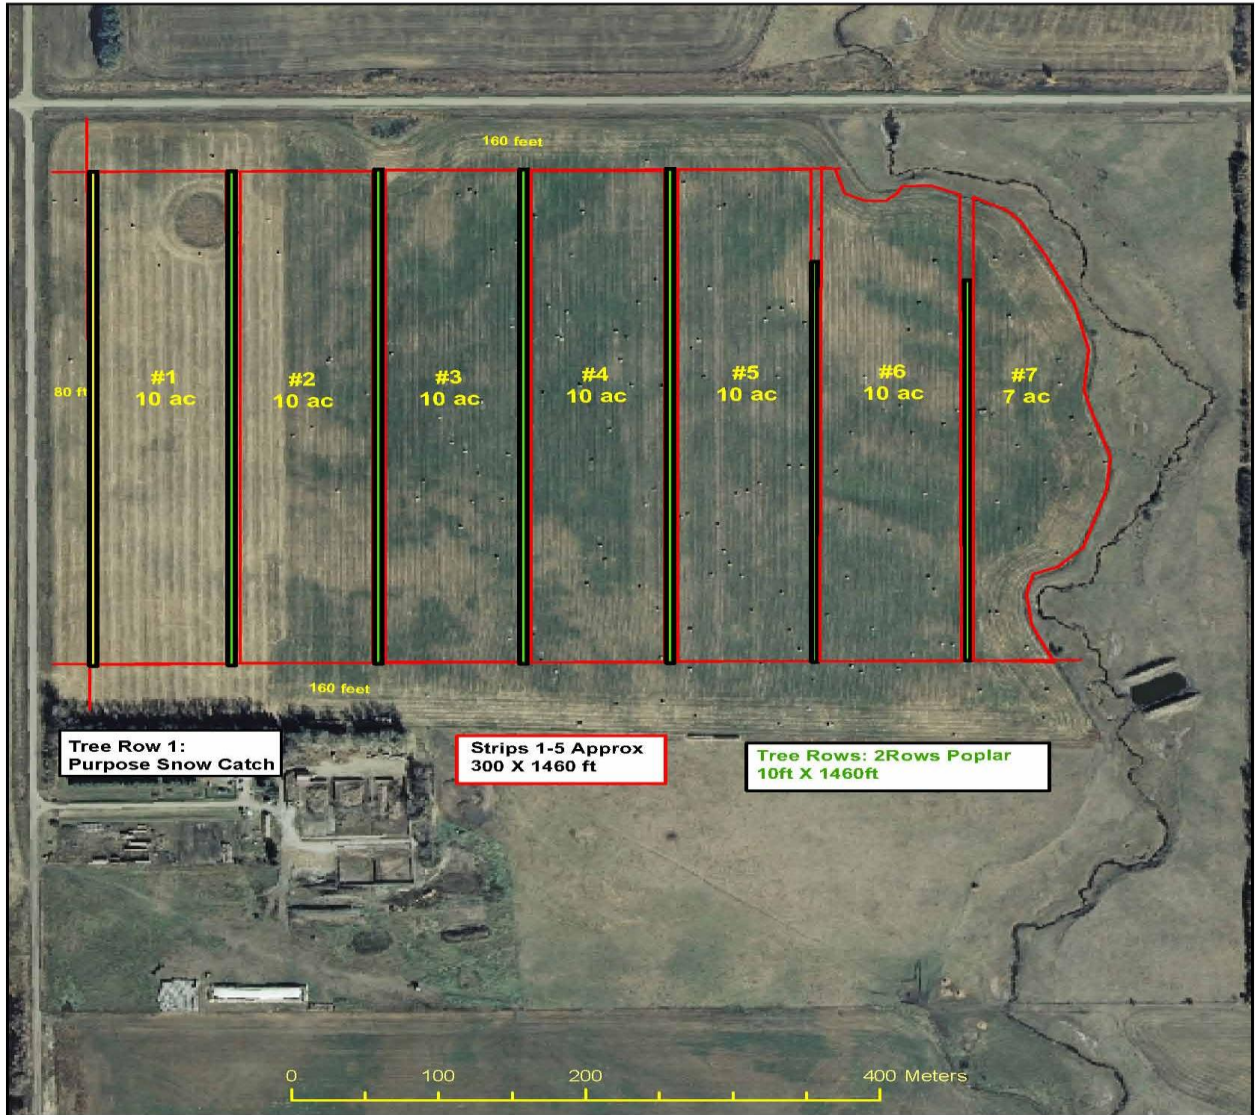 160 feet
80 ft
#1
10 ac
#2
10 ac
#3
10 ac
#4
10 ac
#5
10 ac
#6
10 ac
#7
7 ac
160 feet
Tree Row 1:
Purpose Snow Catch
Strips 1-5 Approx
300 X 1460 ft
Tree Rows: 2Rows Poplar
10ft X 1460ft
0 100 200 400 Meters